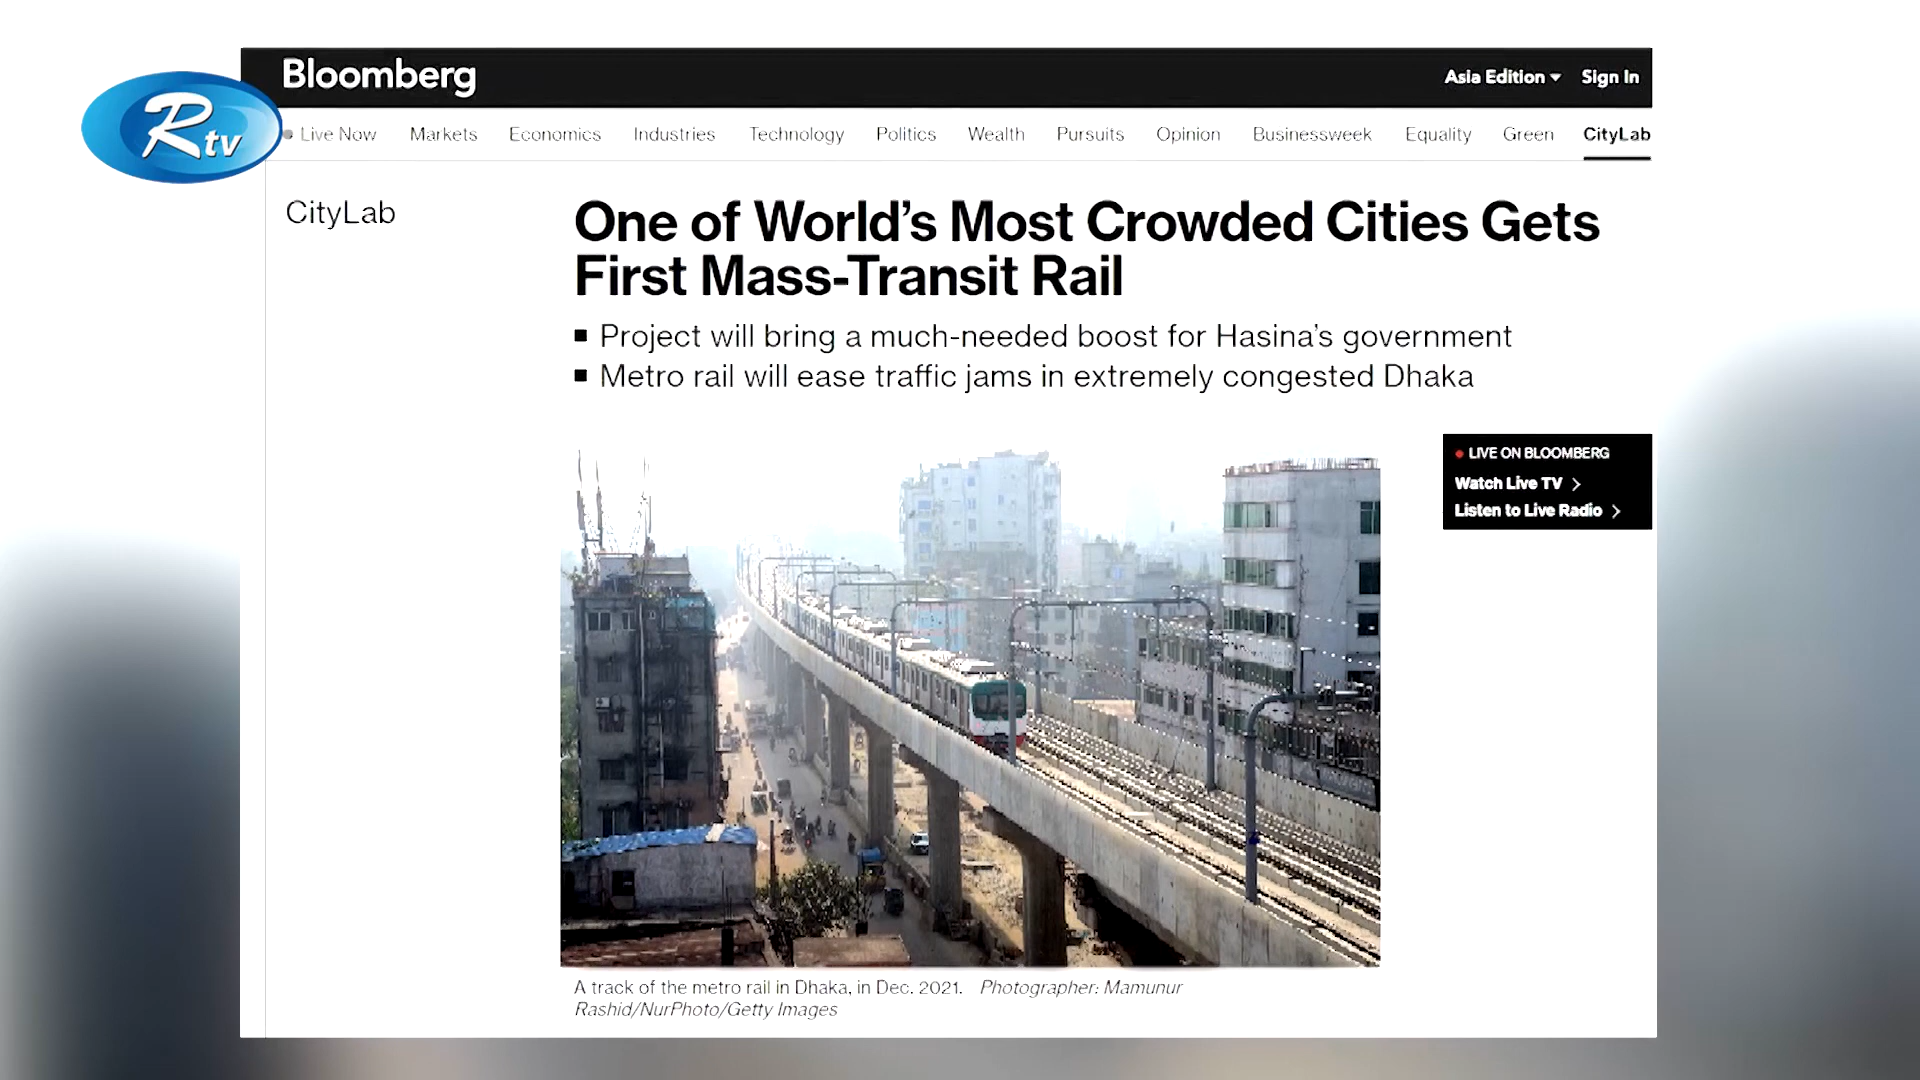 Rtv
Bloomberg
Asia Edition
Sign In
Live Now
Markets
Economics
Industries
Technology
Politics
Wealth
Pursuits
Opinion
Businessweek
Equality
Green
CityLab
CityLab
One of World’s Most Crowded Cities Gets
First Mass-Transit Rail
Project will bring a much-needed boost for Hasina’s government
Metro rail will ease traffic jams in extremely congested Dhaka
LIVE ON BLOOMBERG
Watch Live TV
Listen to Live Radio
A track of the metro rail in Dhaka, in Dec. 2021. Photographer: Mamunur
Rashid/NurPhoto/Getty Images